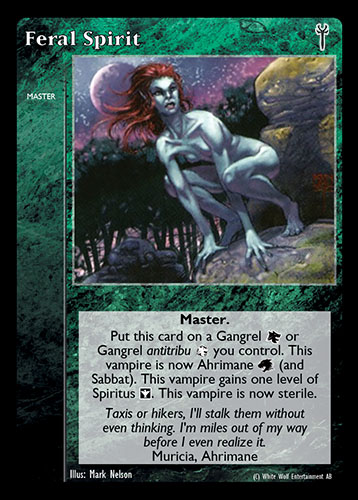 Feral Spirit
MASTER
Master.
Put this card on a Gangrel or
Gangrel antitribu you control. This
vampire is now Ahrimane (and
Sabbat). This vampire gains one level of
Spiritus . This vampire is now sterile.
Taxis or hikers, I'll stalk them without
even thinking. I'm miles out of my way
before I even realize it.
Muricia, Ahrimane
Illus: Mark Nelson
(C) White Wolf Entertainment AB